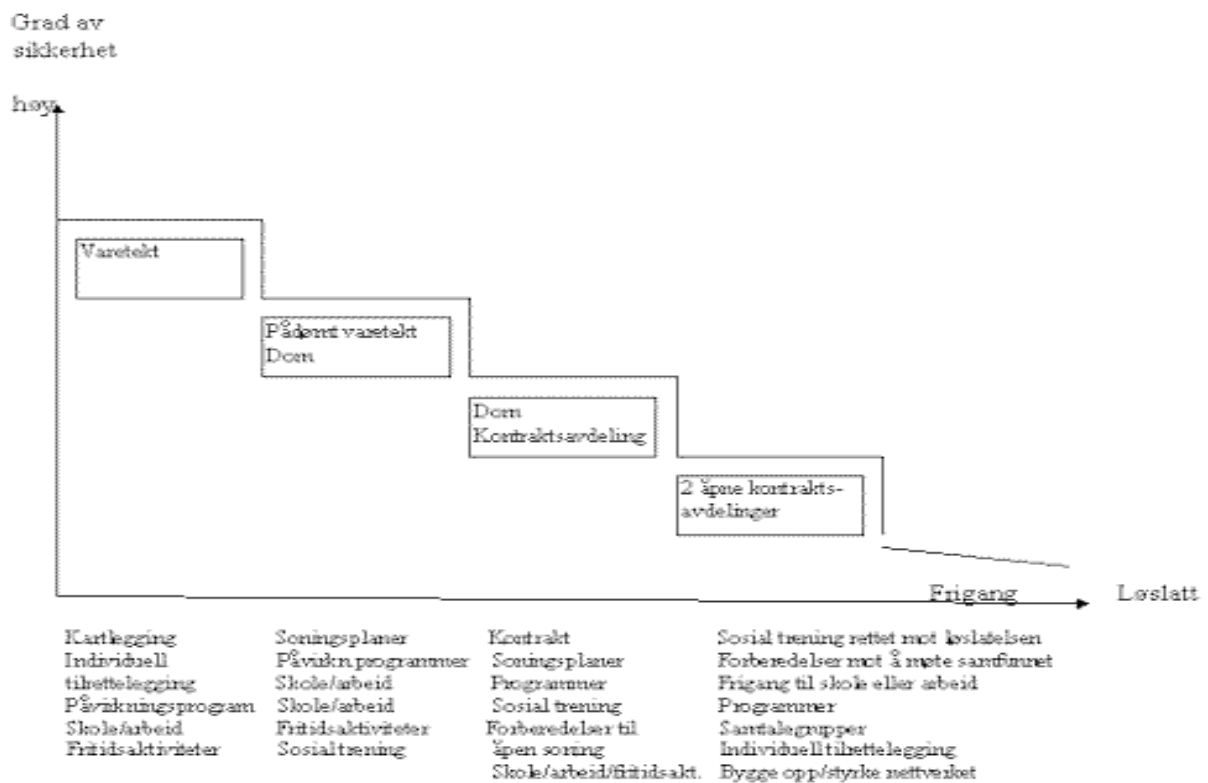 Grad av
sikkerhet
høy
Varetekt
Pådømt varetekt
Dom
Dom
Kontraktsavdeling
2 åpne kontrakts-
avdelinger
Frigang
Løslatt
Kartlegging
Individuell
tilrettelegging
Påvirkningsprogram
Skole/arbeid
Fritidsaktiviteter
Soningsplaner
Påvirkn.programmer
Skole/arbeid
Skole/arbeid
Fritidsaktiviteter
Sosial trening
Kontrakt
Soningsplaner
Programmer
Sosial trening
Forberedelser til
åpen soning
Skole/arbeid/fritidsakt.
Sosial trening rettet mot løslatelsen
Forberedelser mot å møte samfunnet
Frigang til skole eller arbeid
Programmer
Samtalegrupper
Individuell tilrettelegging
Bygge opp/styrke nettverket